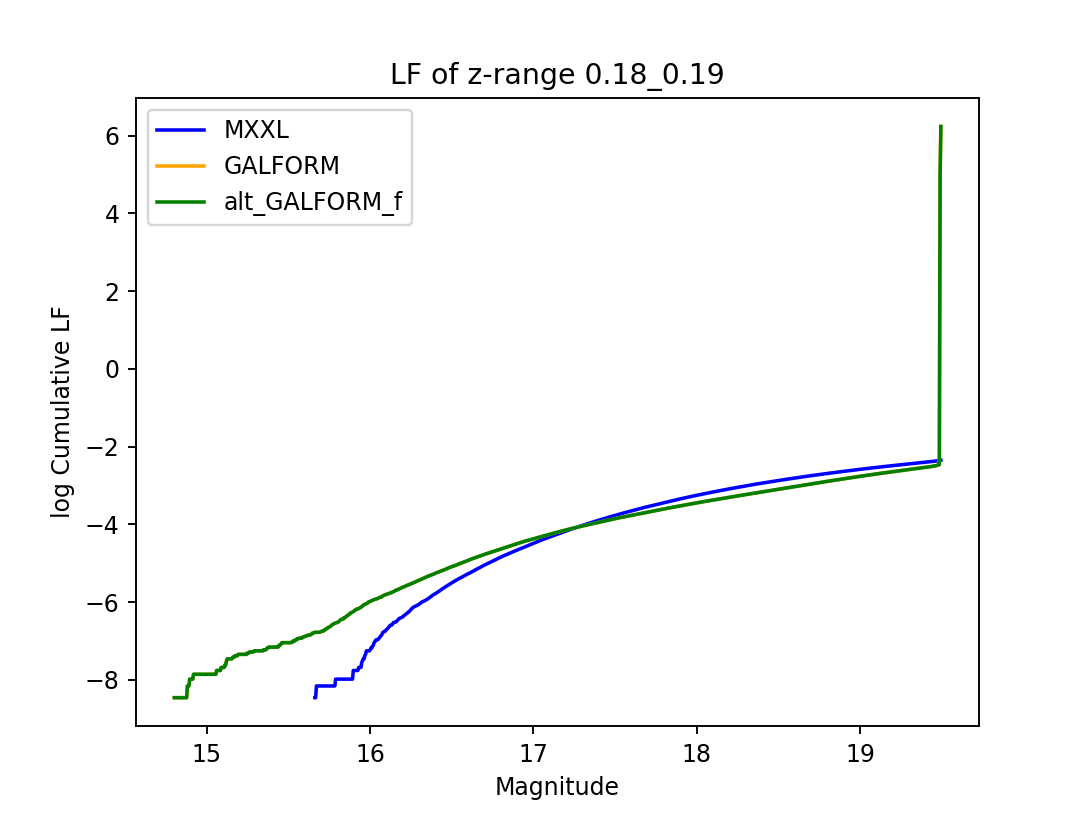 LF of z-range 0.18_0.19
MXXL
GALFORM
alt_GALFORM_f
log Cumulative LF
6
4
2
0
−2
−4
−6
−8
15 16 17 18 19
Magnitude